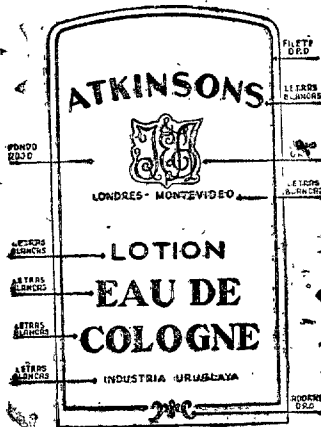 FILETE
ORO
ATKINSONS
LETRAS
BLANCAS
FONDO
ROJO
J&E
LONDRES - MONTEVIDEO
LETRAS
BLANCAS
LETRAS
BLANCAS
LOTION
LETRAS
BLANCAS
EAU DE
LETRAS
BLANCAS
COLOGNE
LETRAS
BLANCAS
INDUSTRIA URUGUAYA
ORO